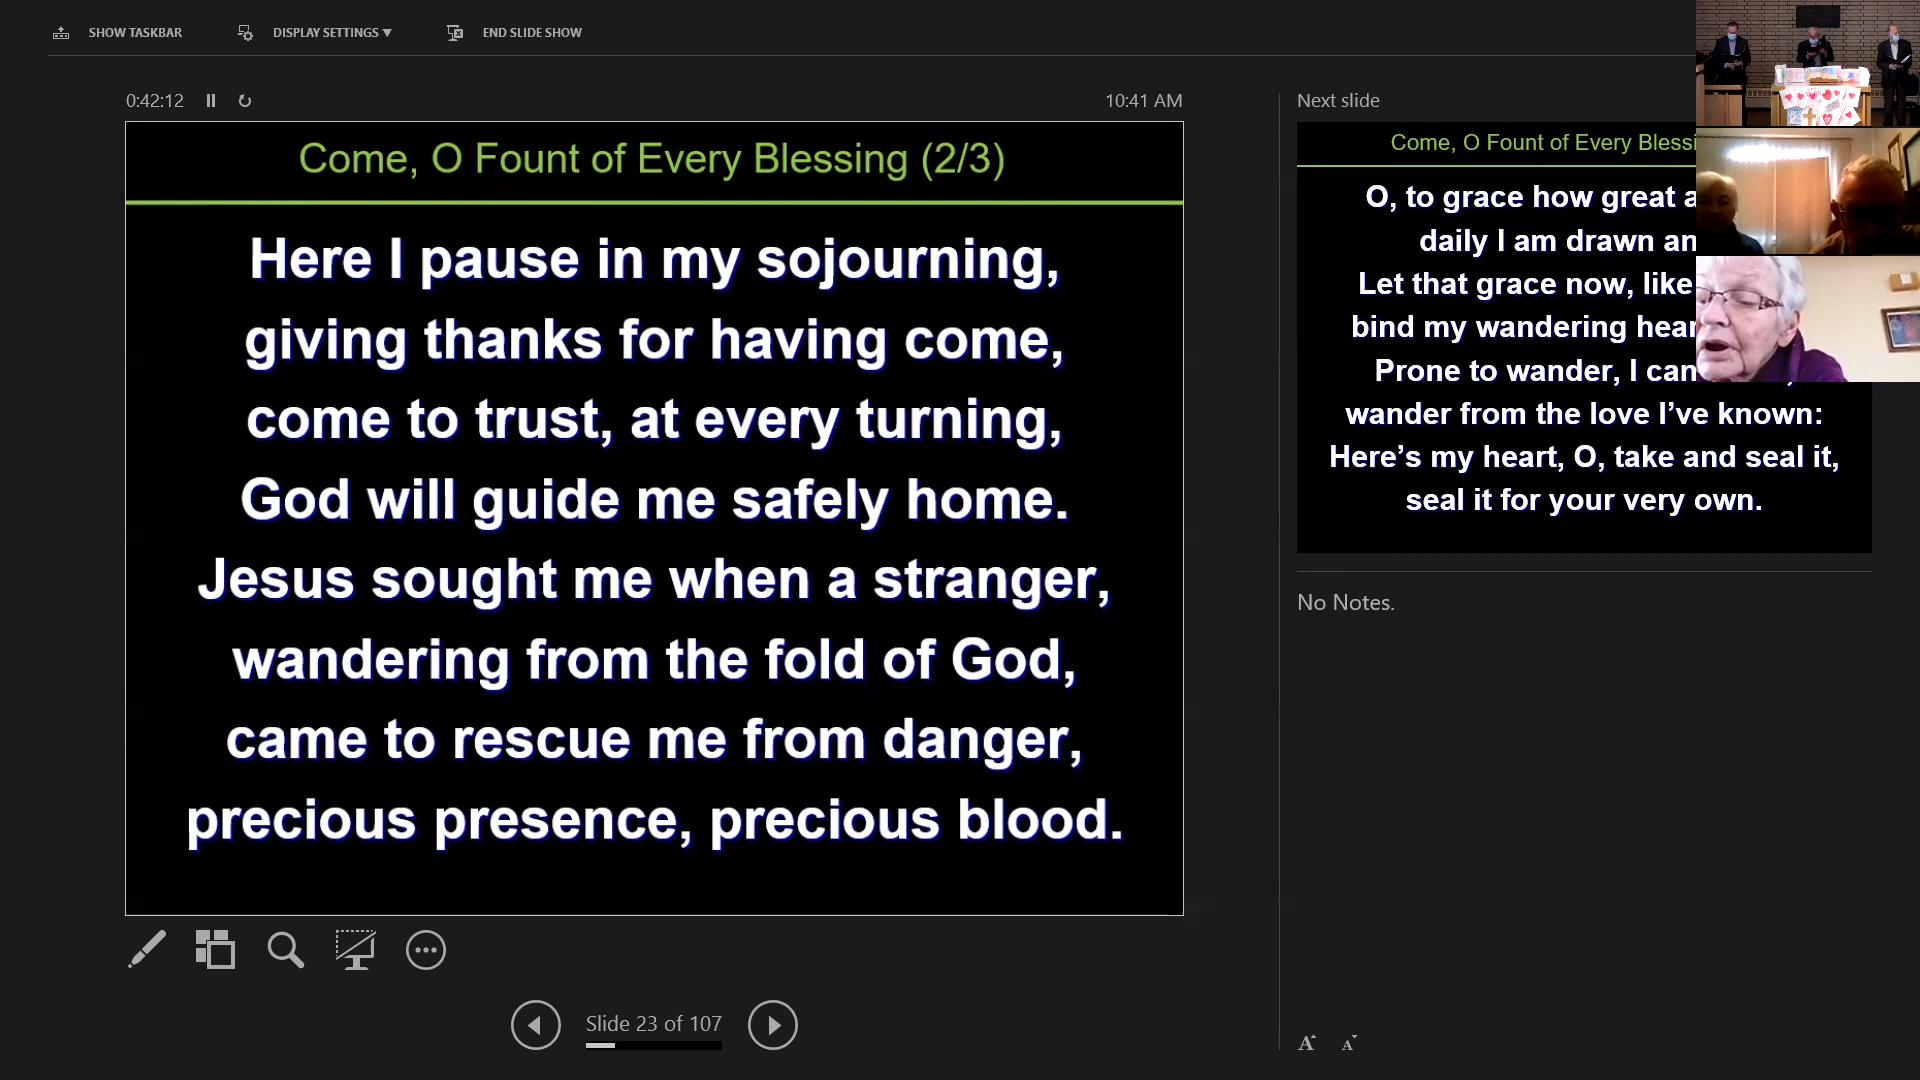 SHOW TASKBAR
DISPLAY SETTINGS ▼
END SLIDE SHOW
0:42:12
10:41 AM
Come, O Fount of Every Blessing (2/3)
Here I pause in my sojourning,
giving thanks for having come,
come to trust, at every turning,
God will guide me safely home.
Jesus sought me when a stranger,
wandering from the fold of God,
came to rescue me from danger,
precious presence, precious blood.
Slide 23 of 107
Next slide
Come, O Fount of Every
O, to grace how great
daily I am drawn
Let that grace now, like
bind my wandering
Prone to wander, I
wander from the love I’ve known:
Here’s my heart, O, take and seal it,
seal it for your very own.
No Notes.
A A